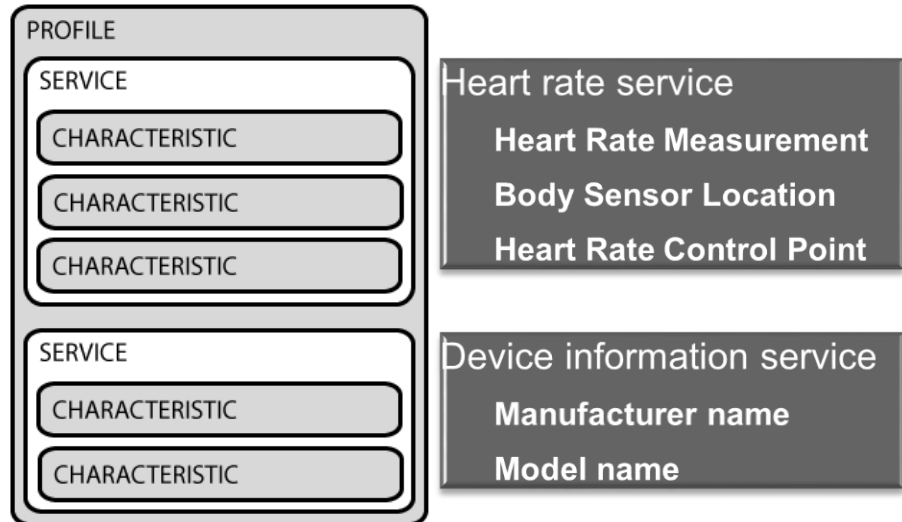 PROFILE
SERVICE
CHARACTERISTIC
CHARACTERISTIC
CHARACTERISTIC
SERVICE
CHARACTERISTIC
CHARACTERISTIC
Heart rate service
Heart Rate Measurement
Body Sensor Location
Heart Rate Control Point
Device information service
Manufacturer name
Model name